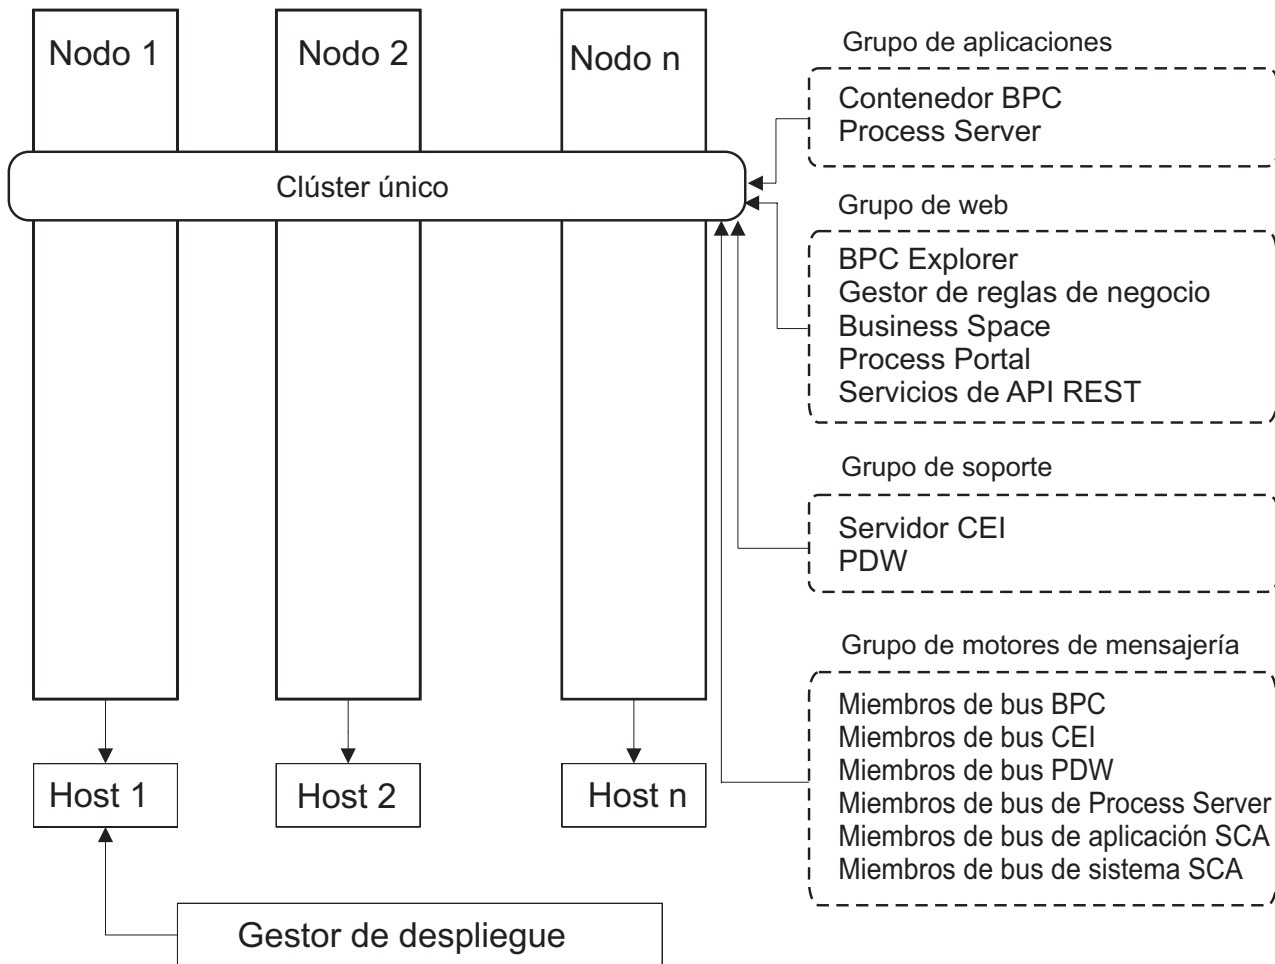 Nodo 1
Nodo 2
Nodo n
Clúster único
Host 1
Host 2
Host n
Gestor de despliegue
Grupo de aplicaciones
Contenedor BPC
Process Server
Grupo de web
BPC Explorer
Gestor de reglas de negocio
Business Space
Process Portal
Servicios de API REST
Grupo de soporte
Servidor CEI
PDW
Grupo de motores de mensajería
Miembros de bus BPC
Miembros de bus CEI
Miembros de bus PDW
Miembros de bus de Process Server
Miembros de bus de aplicación SCA
Miembros de bus de sistema SCA